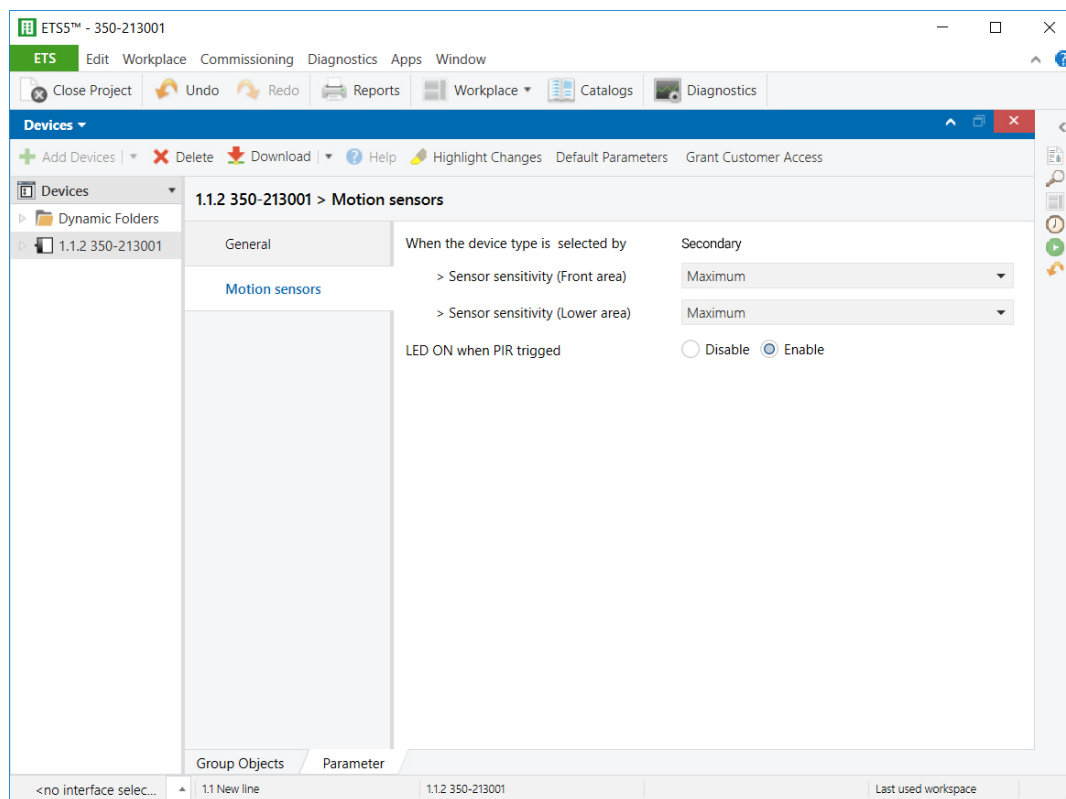 ETS5™ - 350-213001
ETS Edit Workplace Commissioning Diagnostics Apps Window
Close Project Undo Redo Reports Workplace Catalogs Diagnostics
Devices
Add Devices Delete Download Help Highlight Changes Default Parameters Grant Customer Access
Devices
Dynamic Folders
1.1.2 350-213001
1.1.2 350-213001 > Motion sensors
General
Motion sensors
When the device type is selected by Secondary
> Sensor sensitivity (Front area) Maximum
> Sensor sensitivity (Lower area) Maximum
LED ON when PIR trigged Disable Enable
Group Objects Parameter
<no interface selec... 1.1 New line 1.1.2 350-213001 Last used workspace